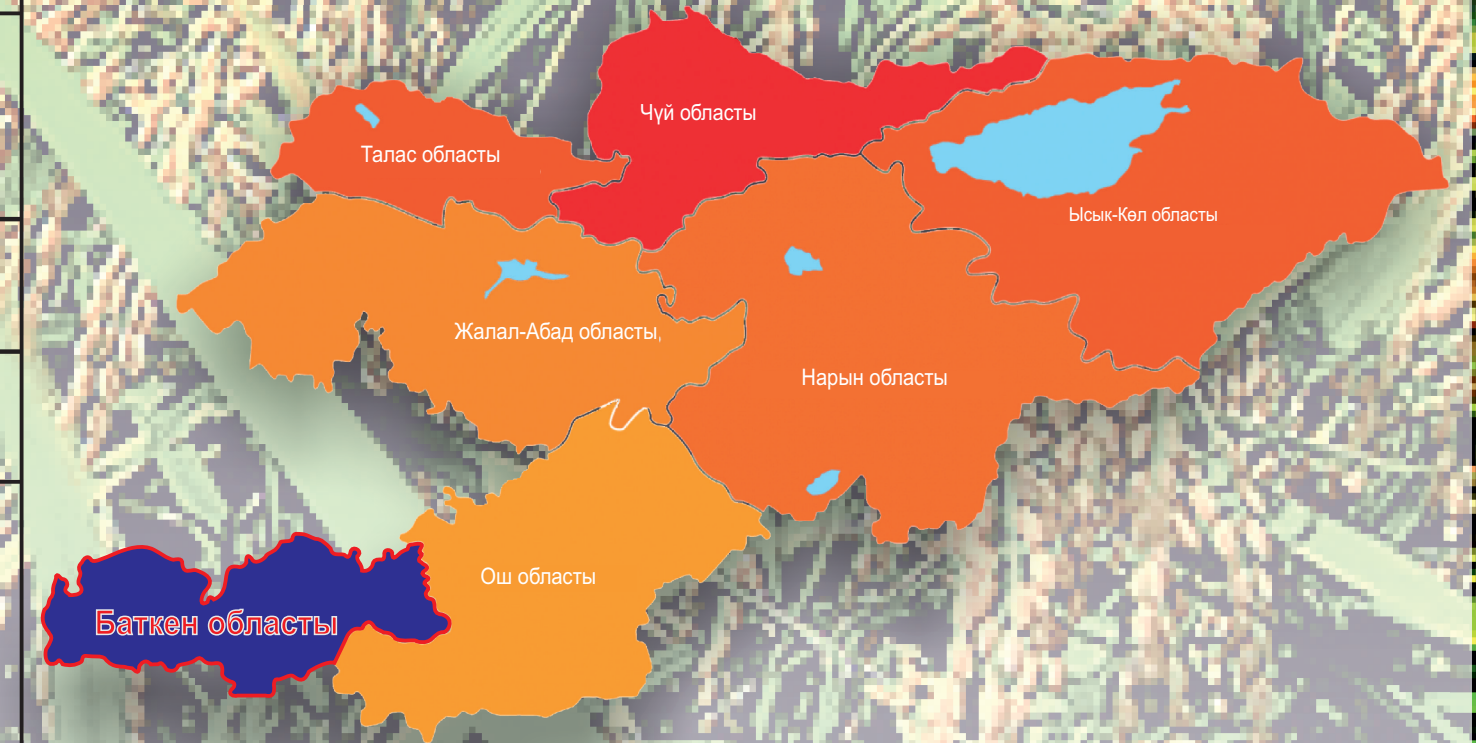 Чүй областы
Талас областы
Ысык-Көл областы
Жалал-Абад областы,
Нарын областы
Ош областы
Баткен областы